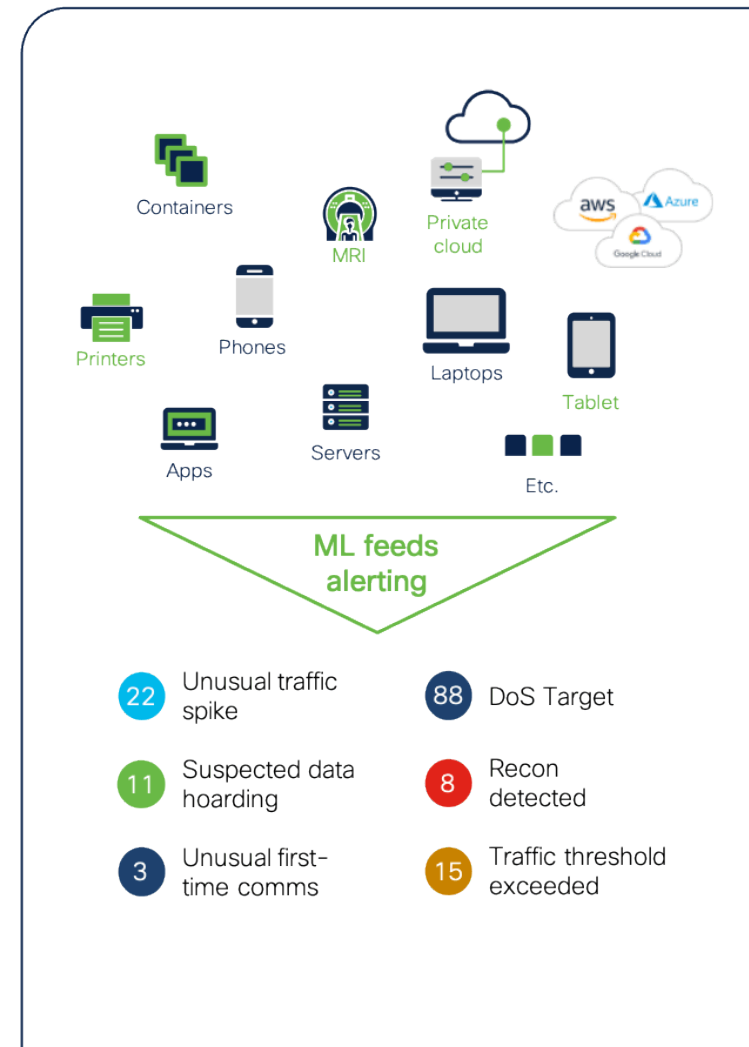 Containers
MRI
Private
cloud
aws
Azure
Google Cloud
Printers
Phones
Laptops
Tablet
Apps
Servers
Etc.
ML feeds
alerting
22
Unusual traffic
spike
88
DoS Target
11
Suspected data
hoarding
8
Recon
detected
3
Unusual first-
time comms
15
Traffic threshold
exceeded